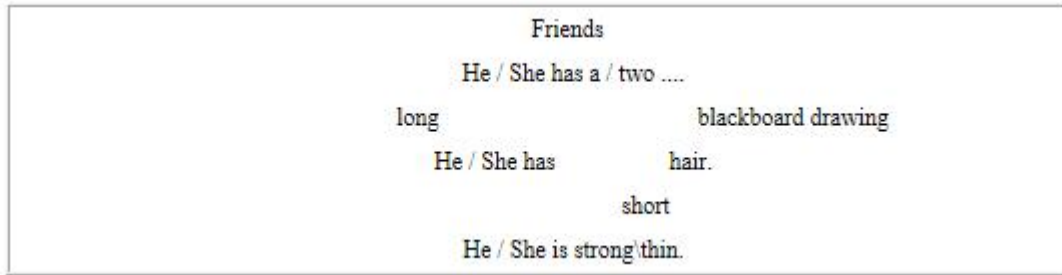 Friends
He / She has a / two ....
long blackboard drawing
He / She has hair.
short
He / She is strong\thin.